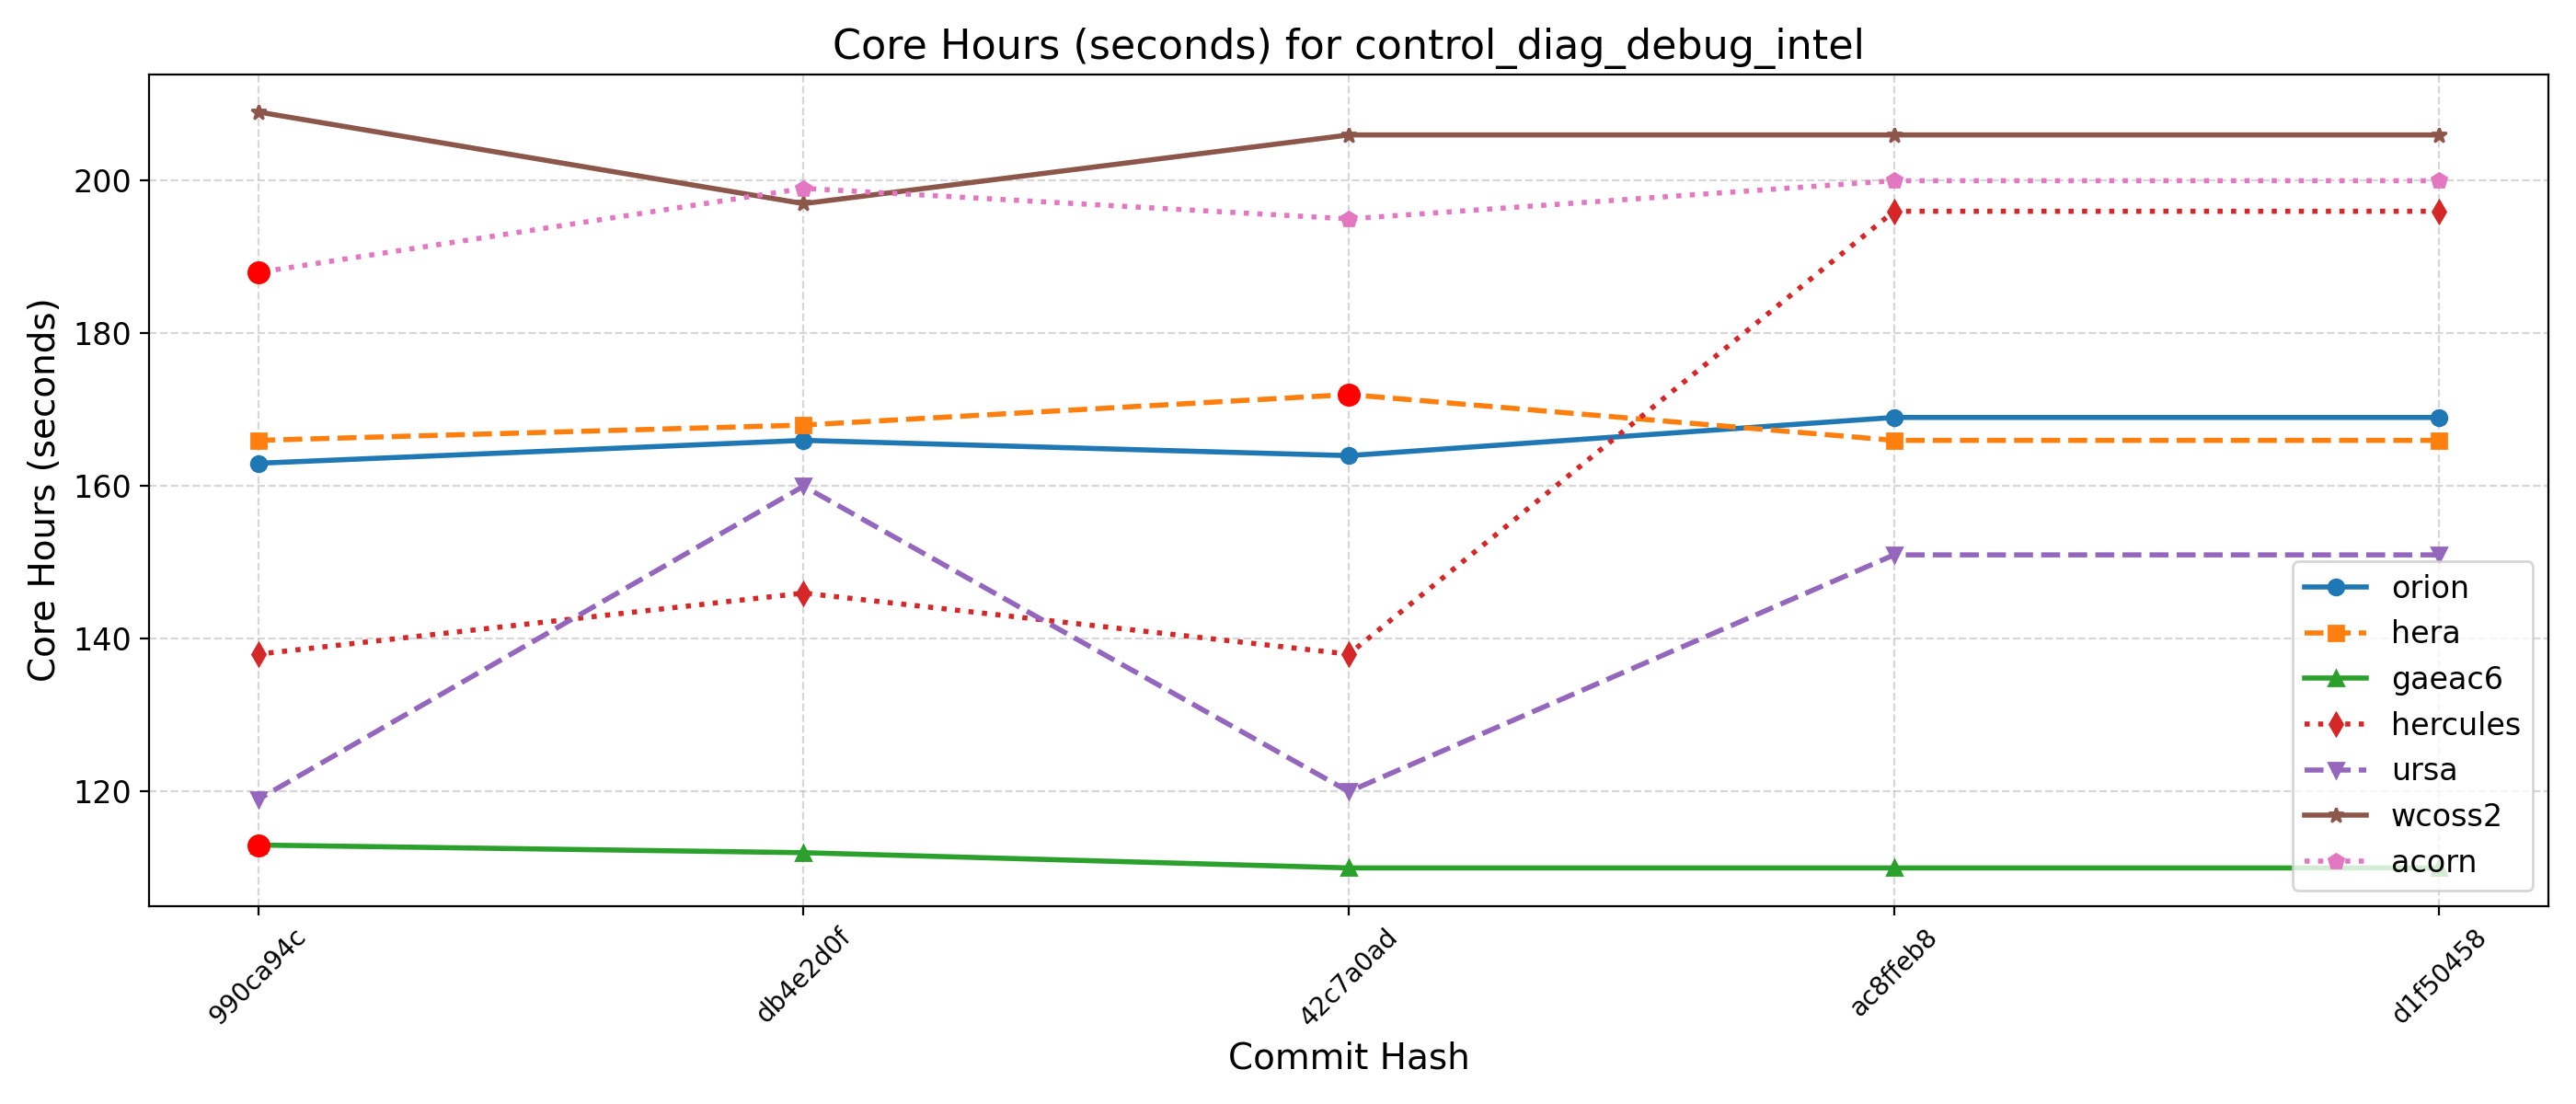 Core Hours (seconds) for control_diag_debug_intel
Core Hours (seconds)
200
180
160
140
120
orion
hera
gaeac6
hercules
ursa
wcoss2
acorn
990ca94c
db4e2d0f
42c7a0ad
ac8ffeb8
d1f50458
Commit Hash